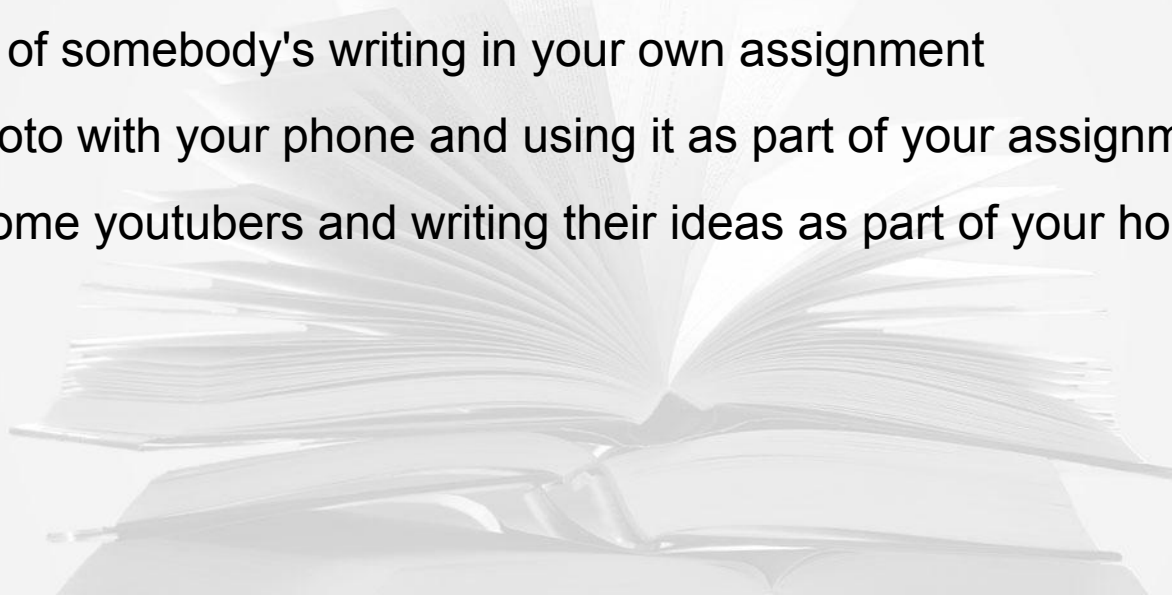 of somebody's writing in your own assignment
oto with your phone and using it as part of your assignm
ome youtubers and writing their ideas as part of your ho